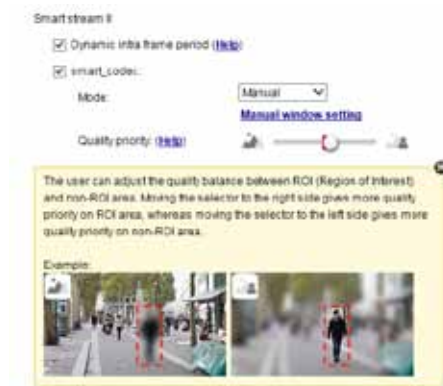 Smart stream II
Dynamic intra frame period (Help)
smart_codec:
Mode: Manual
Manual window setting
Quality priority: (Help)
The user can adjust the quality balance between ROI (Region of Interest)
and non-ROI area. Moving the selector to the right side gives more quality
priority on ROI area, whereas moving the selector to the left side gives more
quality priority on non-ROI area.
Example: